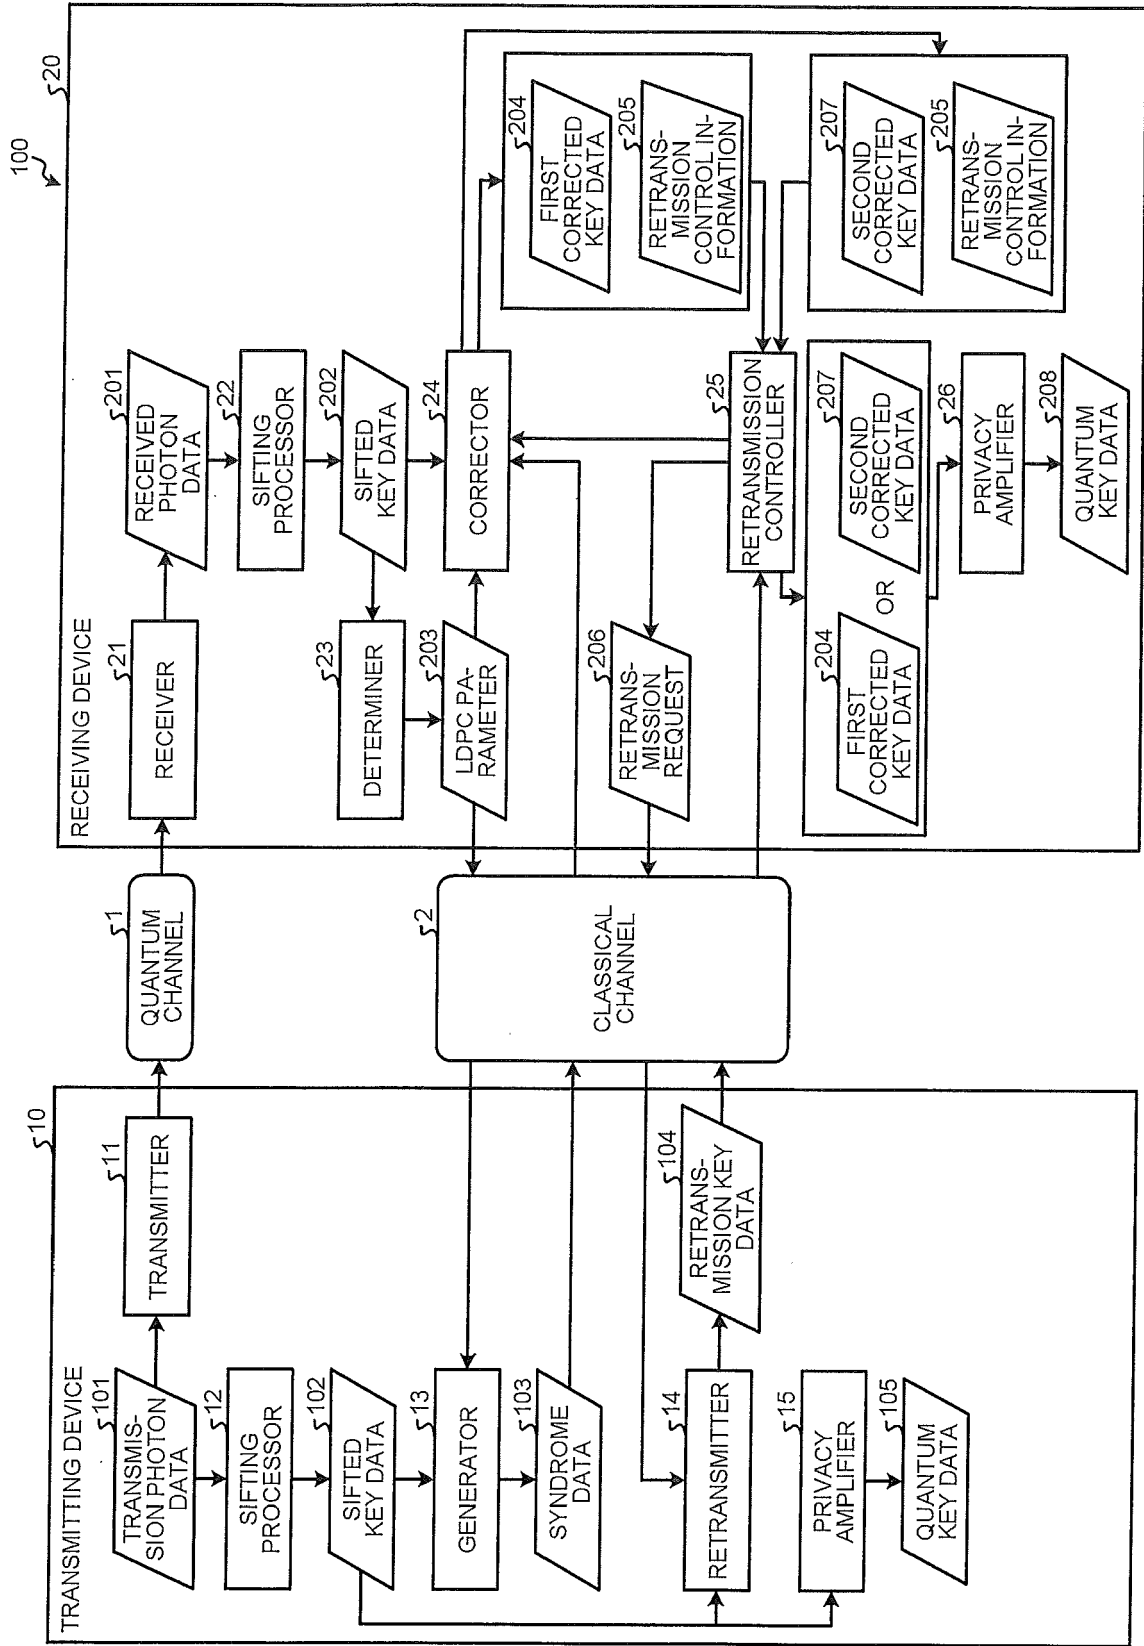 100
TRANSMITTING DEVICE
10
101
TRANSMIS-
SION PHOTON
DATA
11
TRANSMITTER
12
SIFTING
PROCESSOR
102
SIFTED
KEY DATA
13
GENERATOR
103
SYNDROME
DATA
14
RETRANSMITTER
104
RETRANS-
MISSION KEY
DATA
15
PRIVACY
AMPLIFIER
105
QUANTUM
KEY DATA
1
QUANTUM
CHANNEL
2
CLASSICAL
CHANNEL
RECEIVING DEVICE
20
21
RECEIVER
201
RECEIVED
PHOTON
DATA
22
SIFTING
PROCESSOR
202
SIFTED
KEY DATA
23
DETERMINER
203
LDPC PA-
RAMETER
24
CORRECTOR
204
FIRST
CORRECTED
KEY DATA
205
RETRANS-
MISSION
CONTROL IN-
FORMATION
206
RETRANS-
MISSION
REQUEST
25
RETRANSMISSION
CONTROLLER
207
SECOND
CORRECTED
KEY DATA
205
RETRANS-
MISSION
CONTROL IN-
FORMATION
204
FIRST
CORRECTED
KEY DATA
OR
207
SECOND
CORRECTED
KEY DATA
26
PRIVACY
AMPLIFIER
208
QUANTUM
KEY DATA